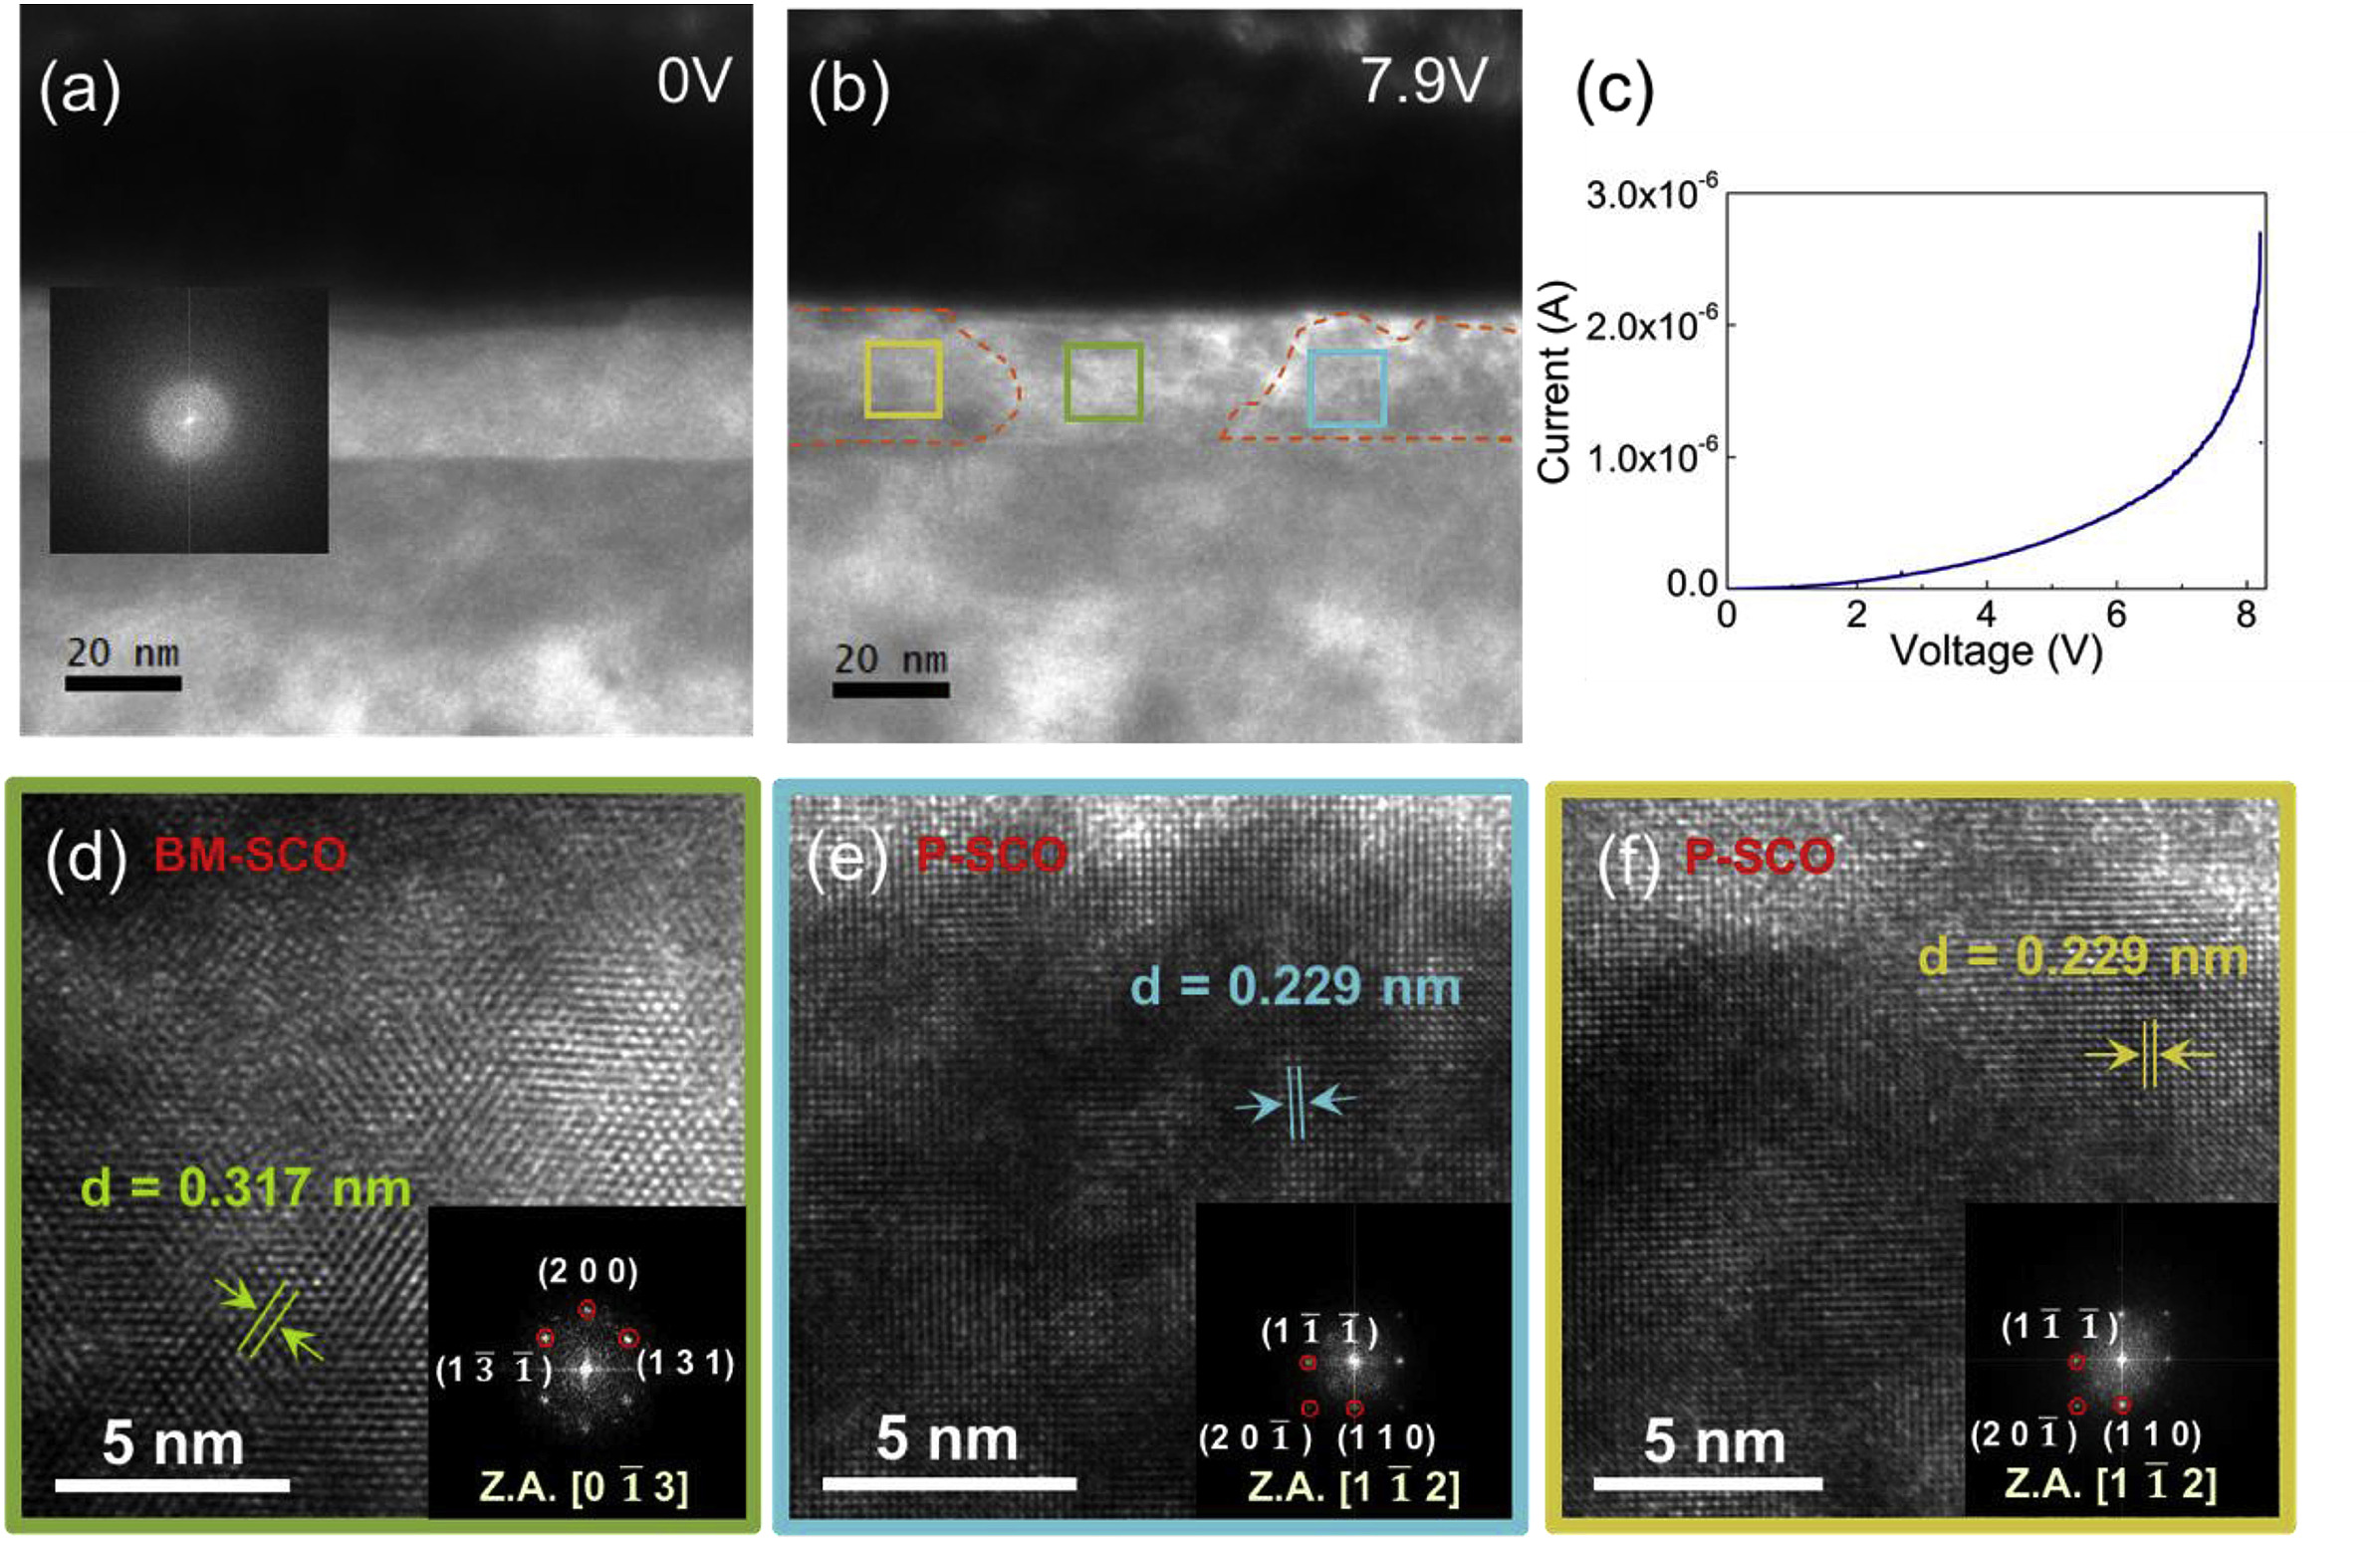 (a)
0V
20 nm
(b)
7.9V
20 nm
(c)
3.0x10⁻⁶
2.0x10⁻⁶
1.0x10⁻⁶
0.0
0 2 4 6 8
Current (A)
Voltage (V)
(d) BM-SCO
d = 0.317 nm
(2 0 0)
(1 3̅ 1̅) (1 3 1)
5 nm
Z.A. [0 1̅ 3]
(e) P-SCO
d = 0.229 nm
(1 1̅ 1̅)
(2 0 1̅) (1 1 0)
5 nm
Z.A. [1 1̅ 2]
(f) P-SCO
d = 0.229 nm
(1 1̅ 1̅)
(2 0 1̅) (1 1 0)
5 nm
Z.A. [1 1̅ 2]